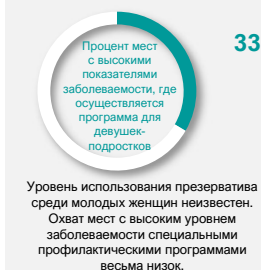 Процент мест
с высокими
показателями
заболеваемости, где
осуществляется
программа для
девушек-
подростков
33
Уровень использования презерватива
среди молодых женщин неизвестен.
Охват мест с высоким уровнем
заболеваемости специальными
профилактическими программами
весьма низок.